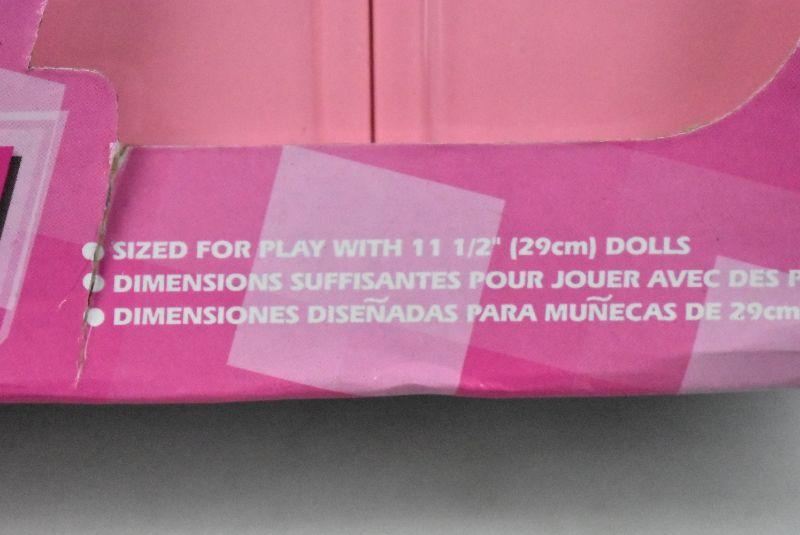 ● SIZED FOR PLAY WITH 11 1/2" (29cm) DOLLS
● DIMENSIONS SUFFISANTES POUR JOUER AVEC DES P
● DIMENSIONES DISEÑADAS PARA MUÑECAS DE 29cm